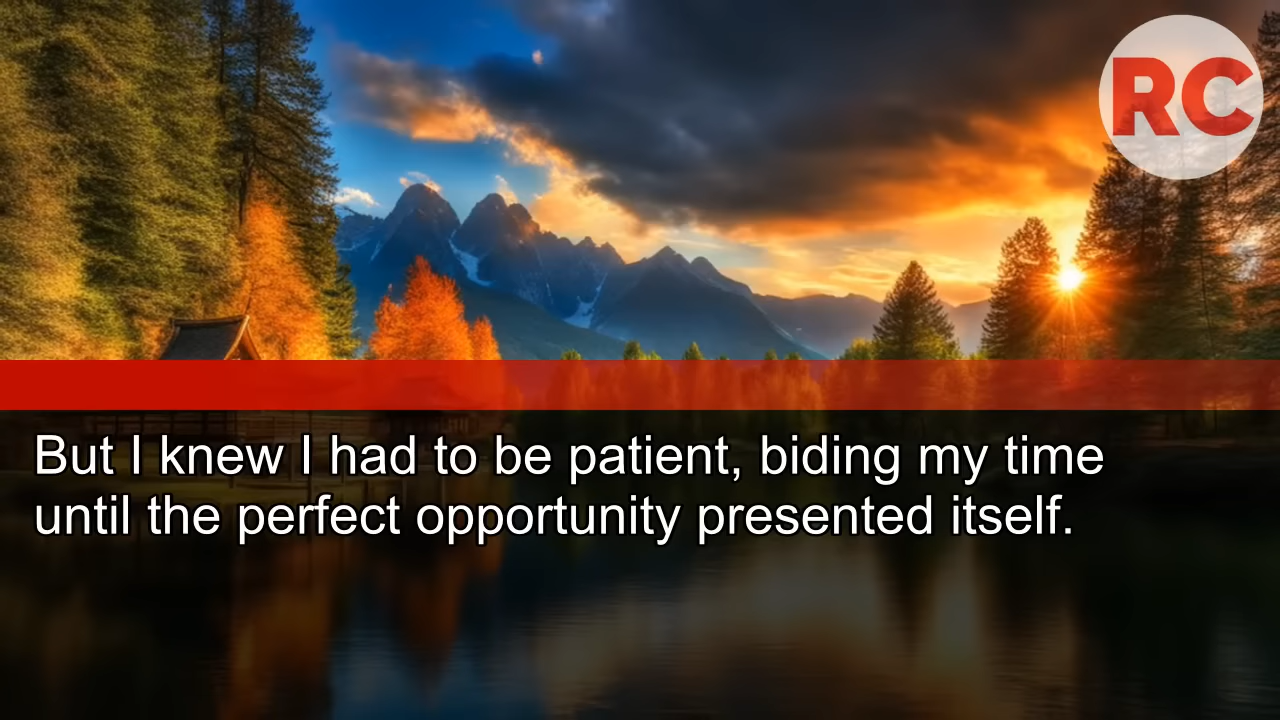 RC
But I knew I had to be patient, biding my time
until the perfect opportunity presented itself.